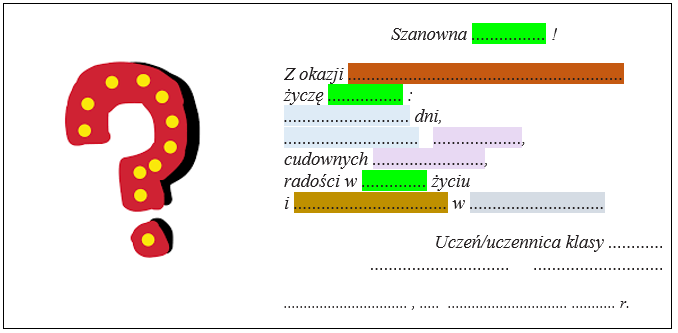 Szanowna ................ !
Z okazji ...........................................................
życzę ................ :
........................... dni,
............................. ...................,
cudownych ........................,
radości w .............. życiu
i ................................. w .............................
Uczeń/uczennica klasy ............
.............................. ............................
............................... , ..... .............................. ........... r.